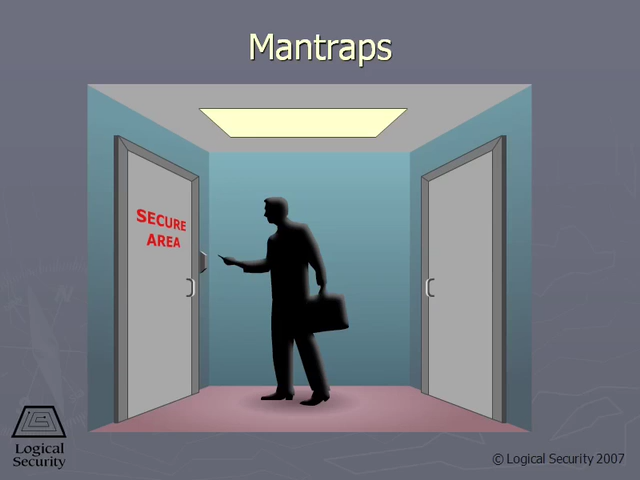 Mantraps
SECURE
AREA
Logical
Security
© Logical Security 2007